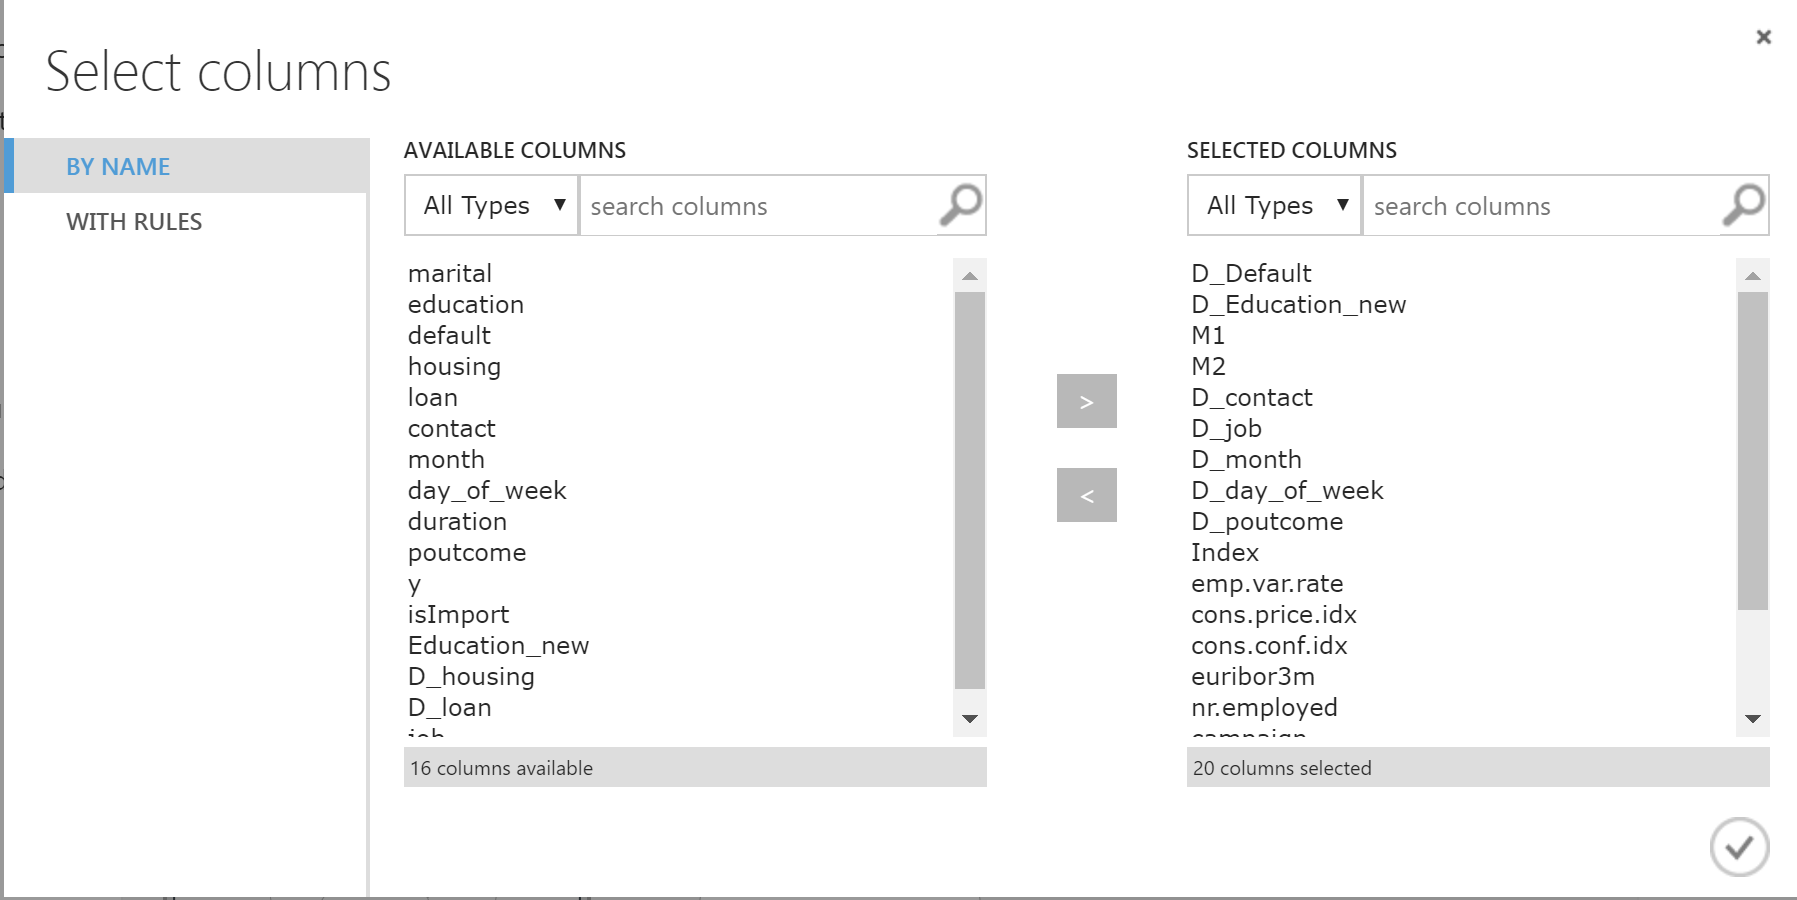 Select columns
BY NAME
WITH RULES
AVAILABLE COLUMNS
All Types
search columns
marital
education
default
housing
loan
contact
month
day_of_week
duration
poutcome
y
isImport
Education_new
D_housing
D_loan
job
16 columns available
>
<
SELECTED COLUMNS
All Types
search columns
D_Default
D_Education_new
M1
M2
D_contact
D_job
D_month
D_day_of_week
D_poutcome
Index
emp.var.rate
cons.price.idx
cons.conf.idx
euribor3m
nr.employed
campaign
20 columns selected